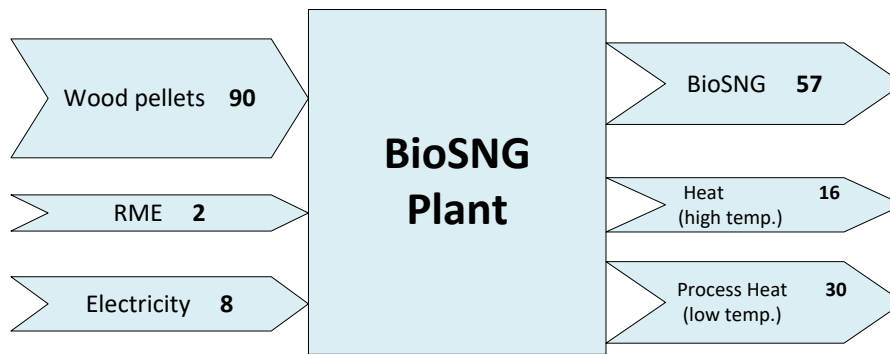 Wood pellets 90
RME 2
Electricity 8
BioSNG
Plant
BioSNG 57
Heat 16
(high temp.)
Process Heat 30
(low temp.)